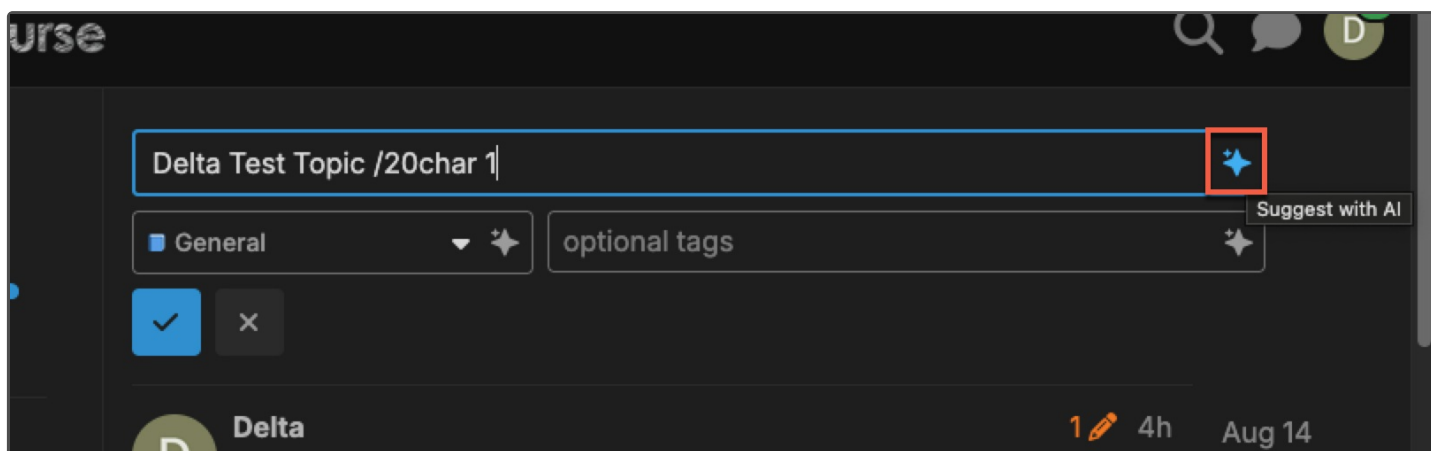 urse
D
Delta Test Topic /20char 1
Suggest with AI
General
optional tags
D
Delta
1 4h
Aug 14